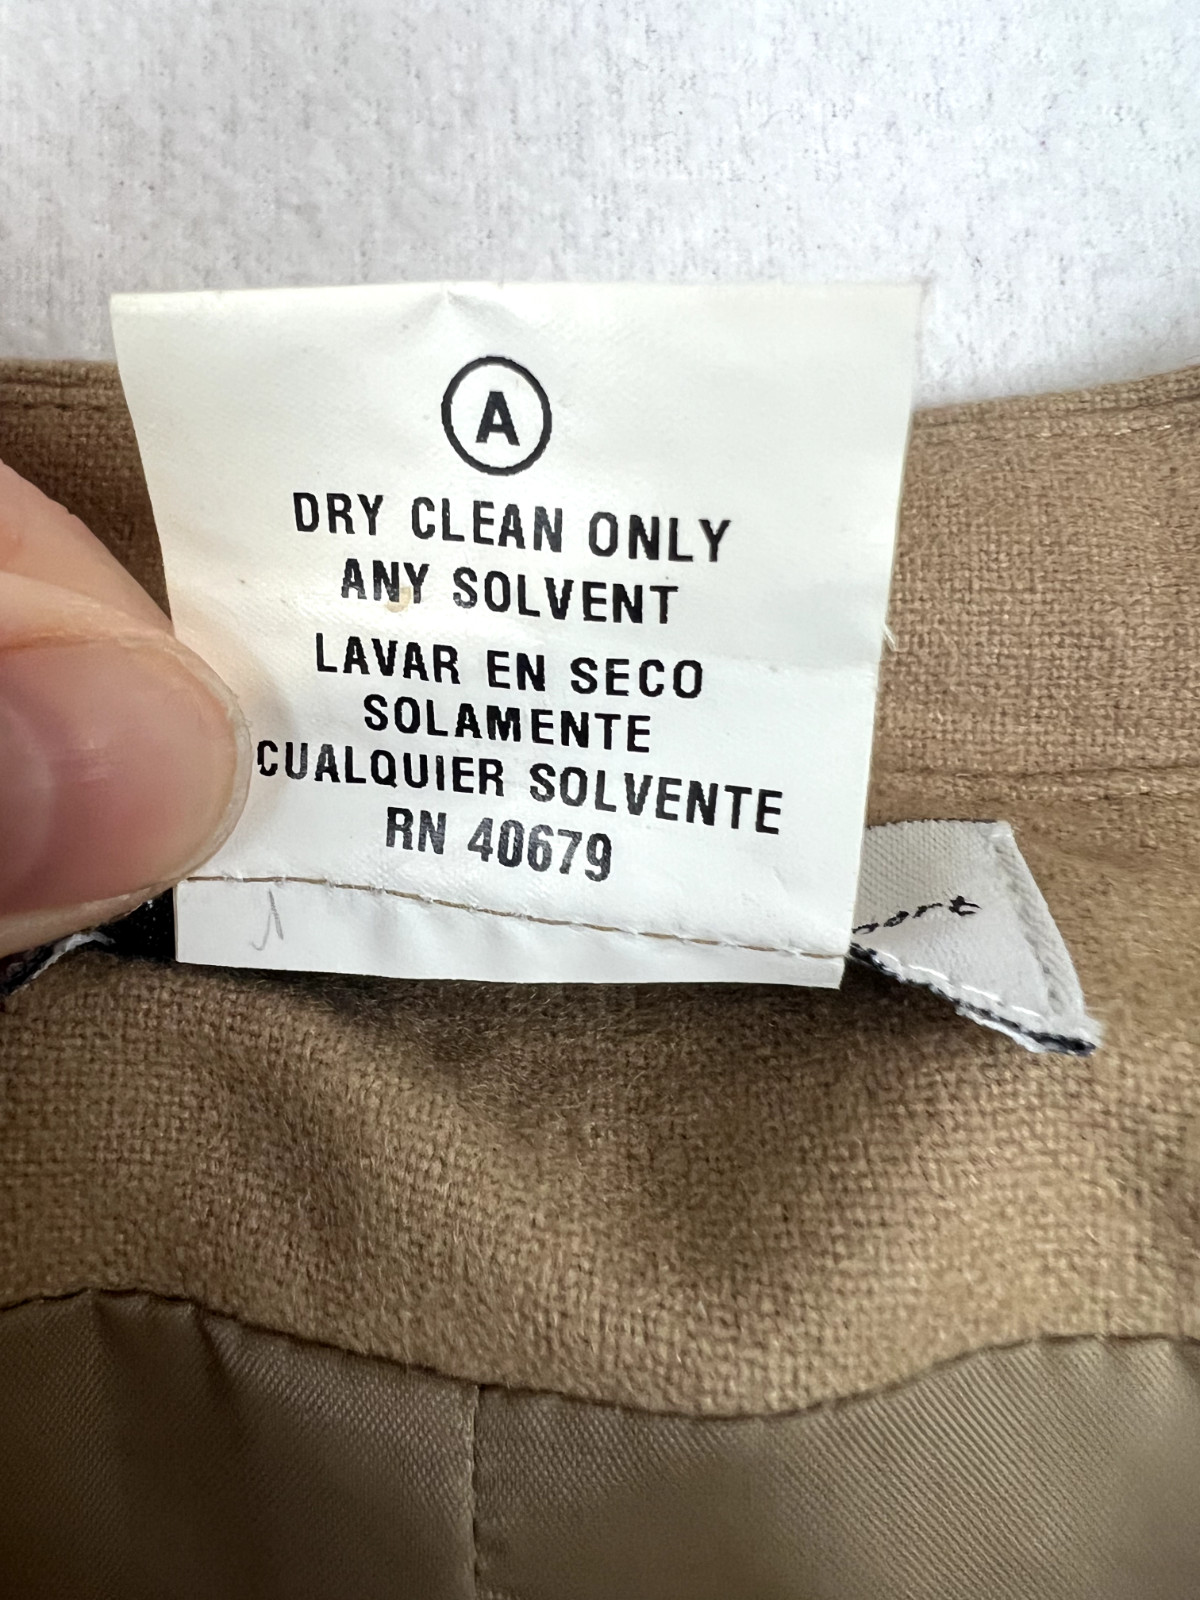 A
DRY CLEAN ONLY
ANY SOLVENT
LAVAR EN SECO
SOLAMENTE
CUALQUIER SOLVENTE
RN 40679